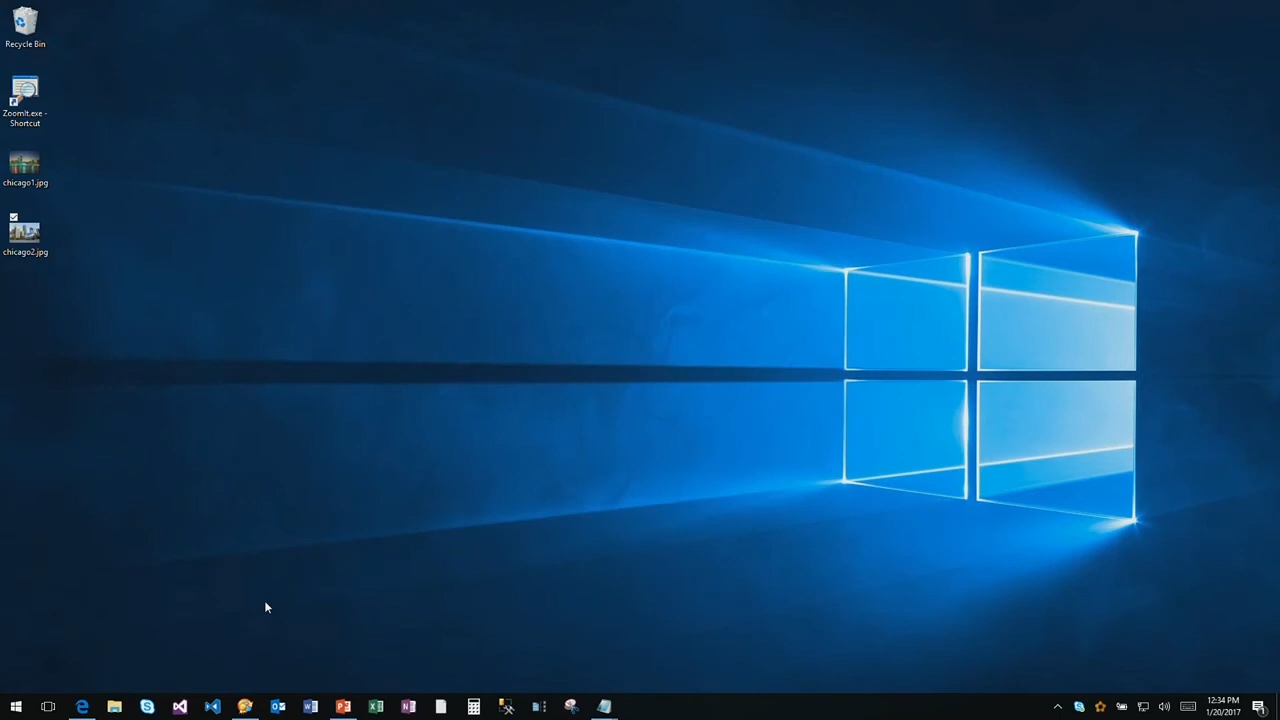 Recycle Bin
ZoomIt.exe -
Shortcut
chicago1.jpg
chicago2.jpg
12:34 PM
1/20/2017